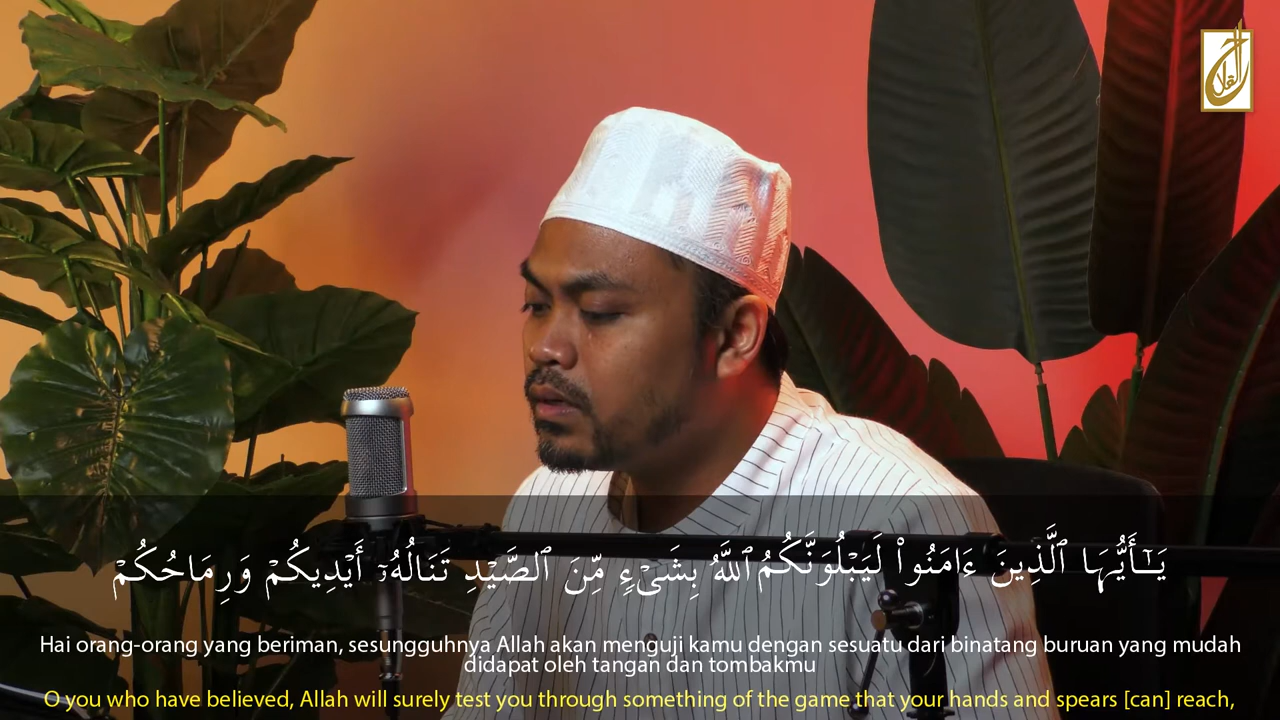 يَـٰٓأَيُّهَا ٱلَّذِينَ ءَامَنُوا۟ لَيَبْلُوَنَّكُمُ ٱللَّهُ بِشَىْءٍ مِّنَ ٱلصَّيْدِ تَنَالُهُۥٓ أَيْدِيكُمْ وَرِمَاحُكُمْ
Hai orang-orang yang beriman, sesungguhnya Allah akan menguji kamu dengan sesuatu dari binatang buruan yang mudah
didapat oleh tangan dan tombakmu
O you who have believed, Allah will surely test you through something of the game that your hands and spears [can] reach,